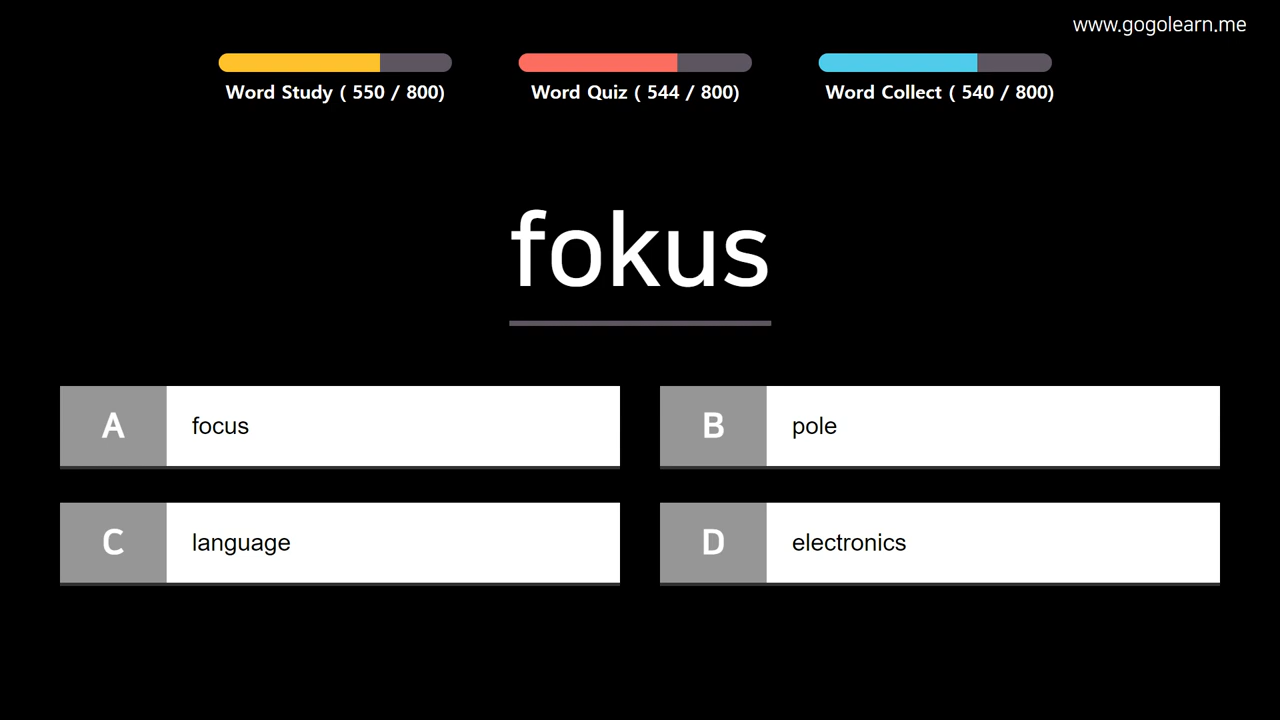 www.gogolearn.me
Word Study ( 550 / 800)
Word Quiz ( 544 / 800)
Word Collect ( 540 / 800)
fokus
A focus
B pole
C language
D electronics